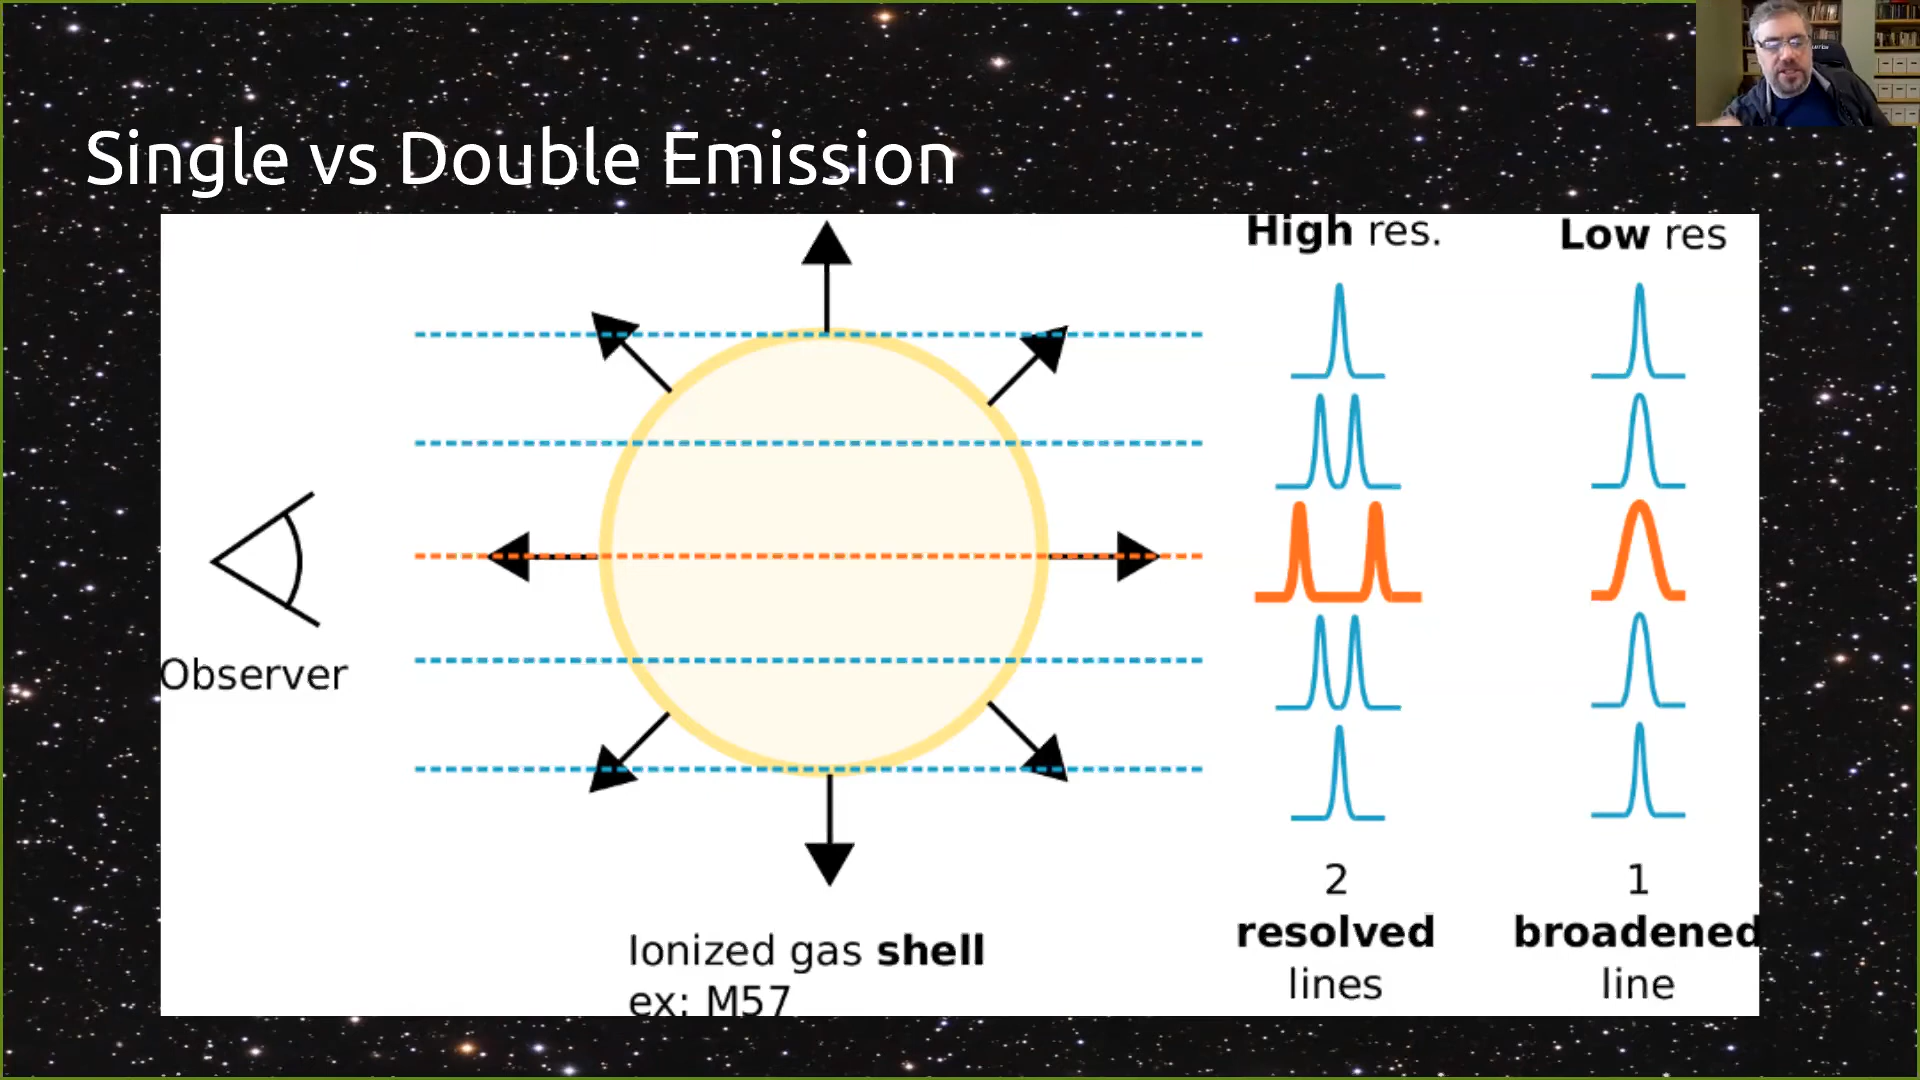 Single vs Double Emission
High res.
Low res
Observer
2
resolved
lines
1
broadened
line
Ionized gas shell
ex: M57